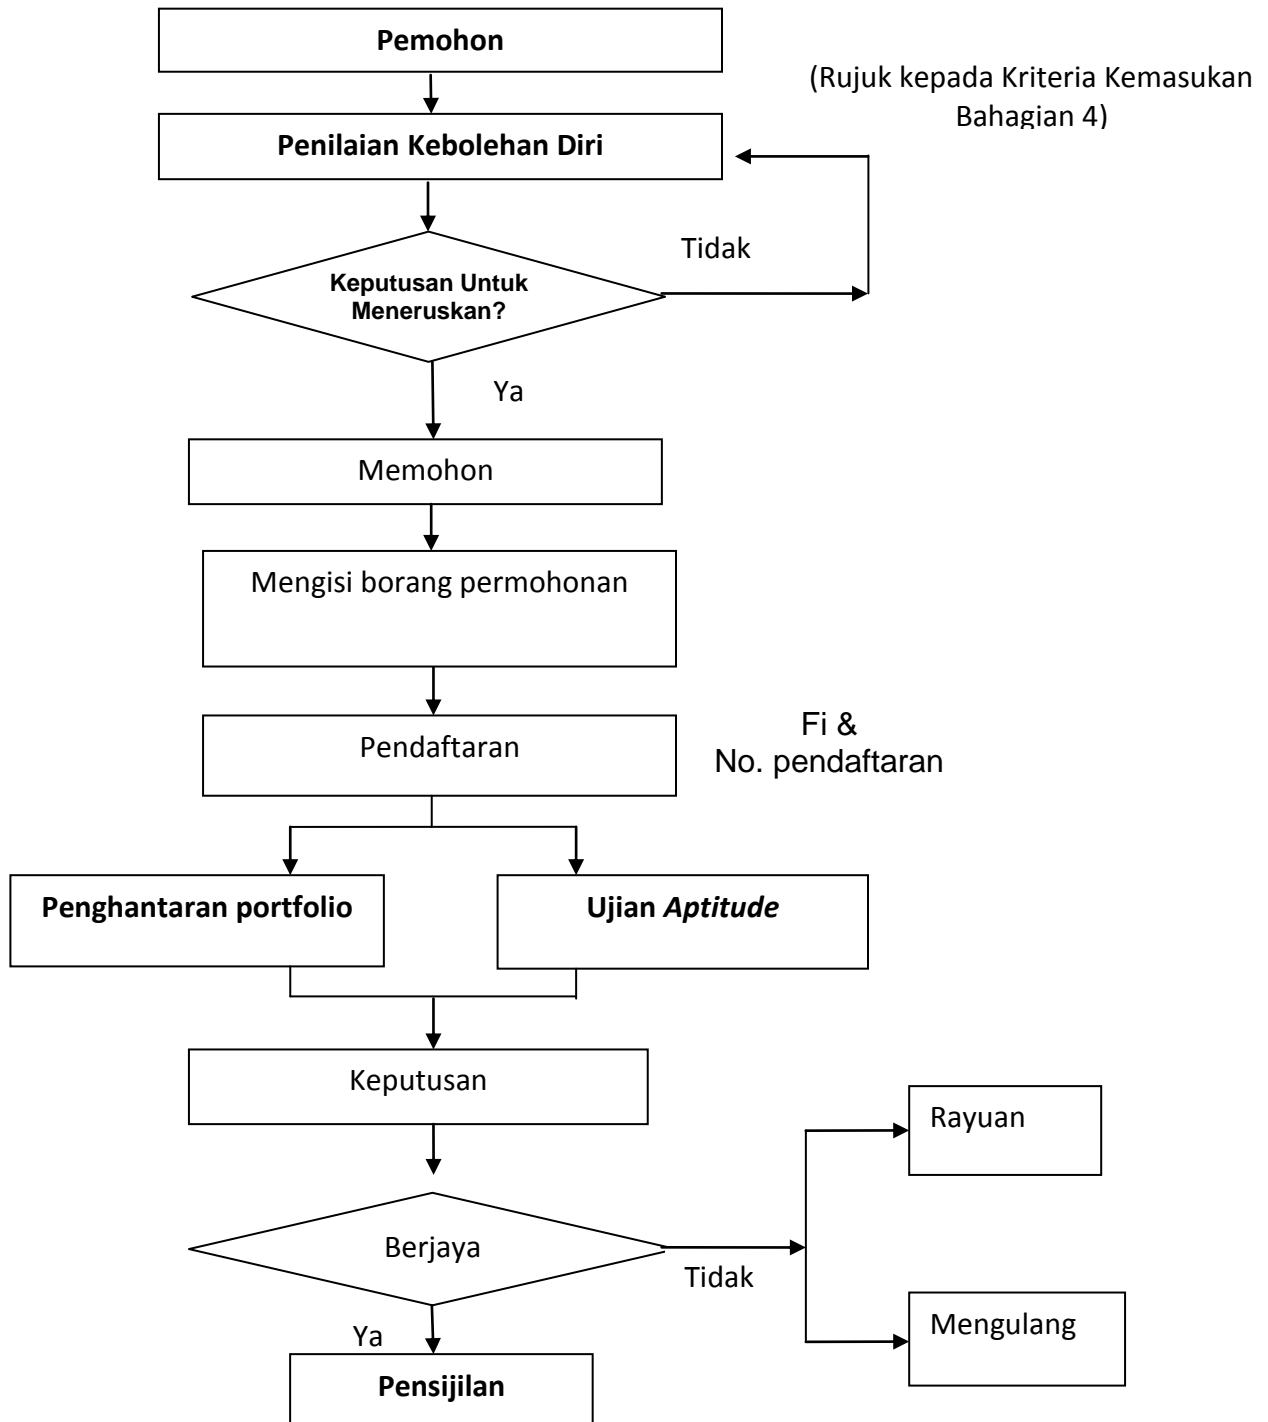 Pemohon
(Rujuk kepada Kriteria Kemasukan
Bahagian 4)
Penilaian Kebolehan Diri
Tidak
Keputusan Untuk
Meneruskan?
Ya
Memohon
Mengisi borang permohonan
Pendaftaran
Fi &
No. pendaftaran
Penghantaran portfolio
Ujian Aptitude
Keputusan
Rayuan
Berjaya
Tidak
Mengulang
Ya
Pensijilan